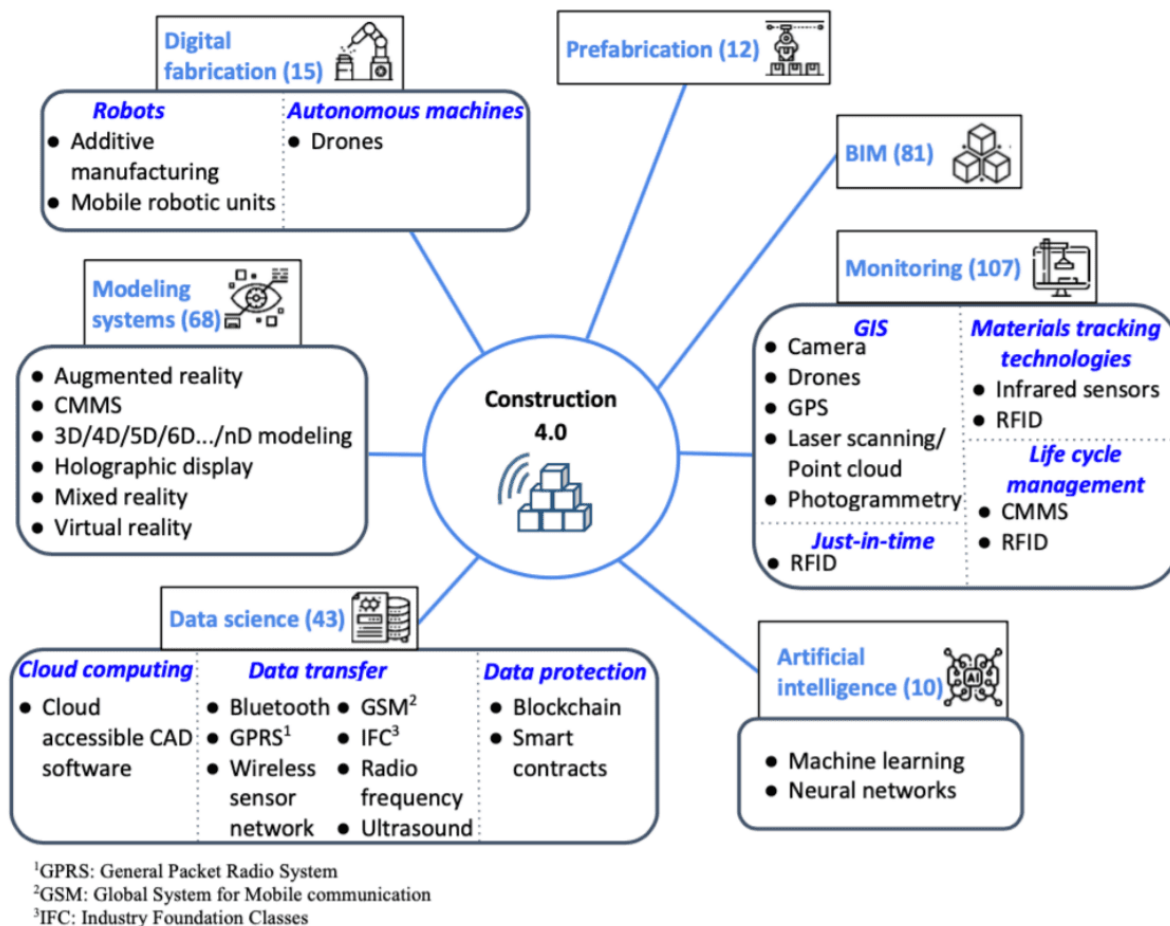 Digital
fabrication (15)
Prefabrication (12)
Robots
● Additive
manufacturing
● Mobile robotic units
Autonomous machines
● Drones
BIM (81)
Modeling
systems (68)
● Augmented reality
● CMMS
● 3D/4D/5D/6D.../nD modeling
● Holographic display
● Mixed reality
● Virtual reality
Construction
4.0
Monitoring (107)
GIS
● Camera
● Drones
● GPS
● Laser scanning/
Point cloud
● Photogrammetry
Just-in-time
● RFID
Materials tracking
technologies
● Infrared sensors
● RFID
Life cycle
management
● CMMS
● RFID
Data science (43)
Cloud computing
● Cloud
accessible CAD
software
Data transfer
● Bluetooth
● GPRS¹
● Wireless
sensor
network
● GSM²
● IFC³
● Radio
frequency
● Ultrasound
Data protection
● Blockchain
● Smart
contracts
Artificial
intelligence (10)
AI
● Machine learning
● Neural networks
¹GPRS: General Packet Radio System
²GSM: Global System for Mobile communication
³IFC: Industry Foundation Classes